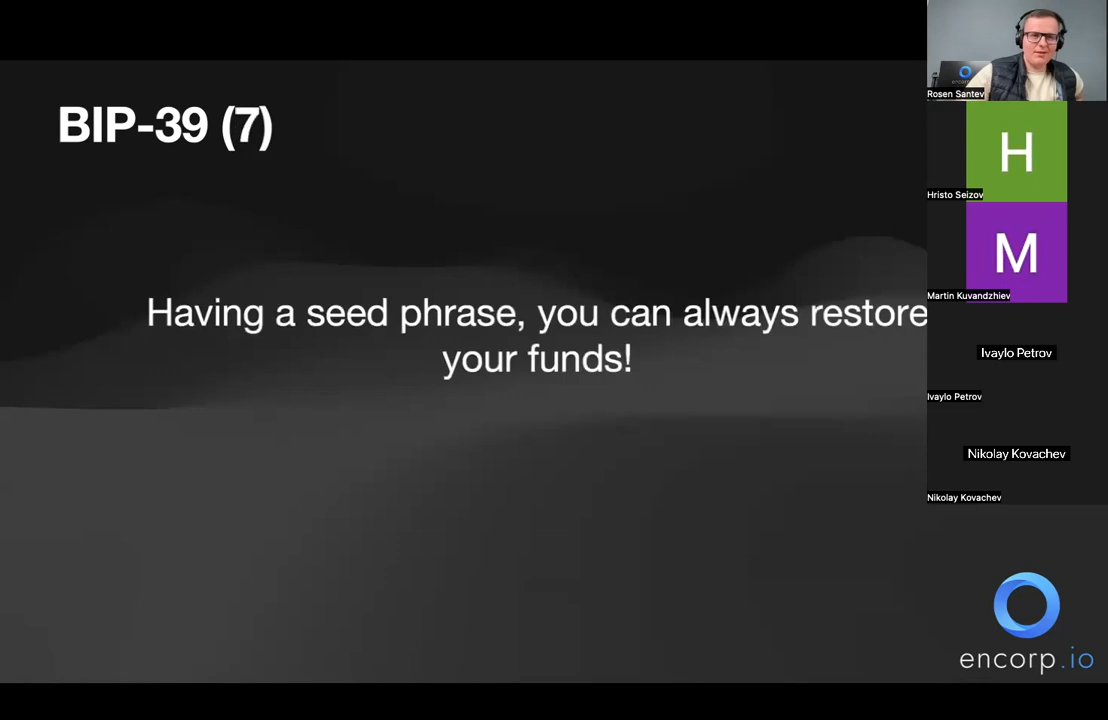 BIP-39 (7)
Having a seed phrase, you can always restore
your funds!
Rosen Santev
H
Hristo Seizov
M
Martin Kuvandzhiev
Ivaylo Petrov
Ivaylo Petrov
Nikolay Kovachev
Nikolay Kovachev
encorp.io